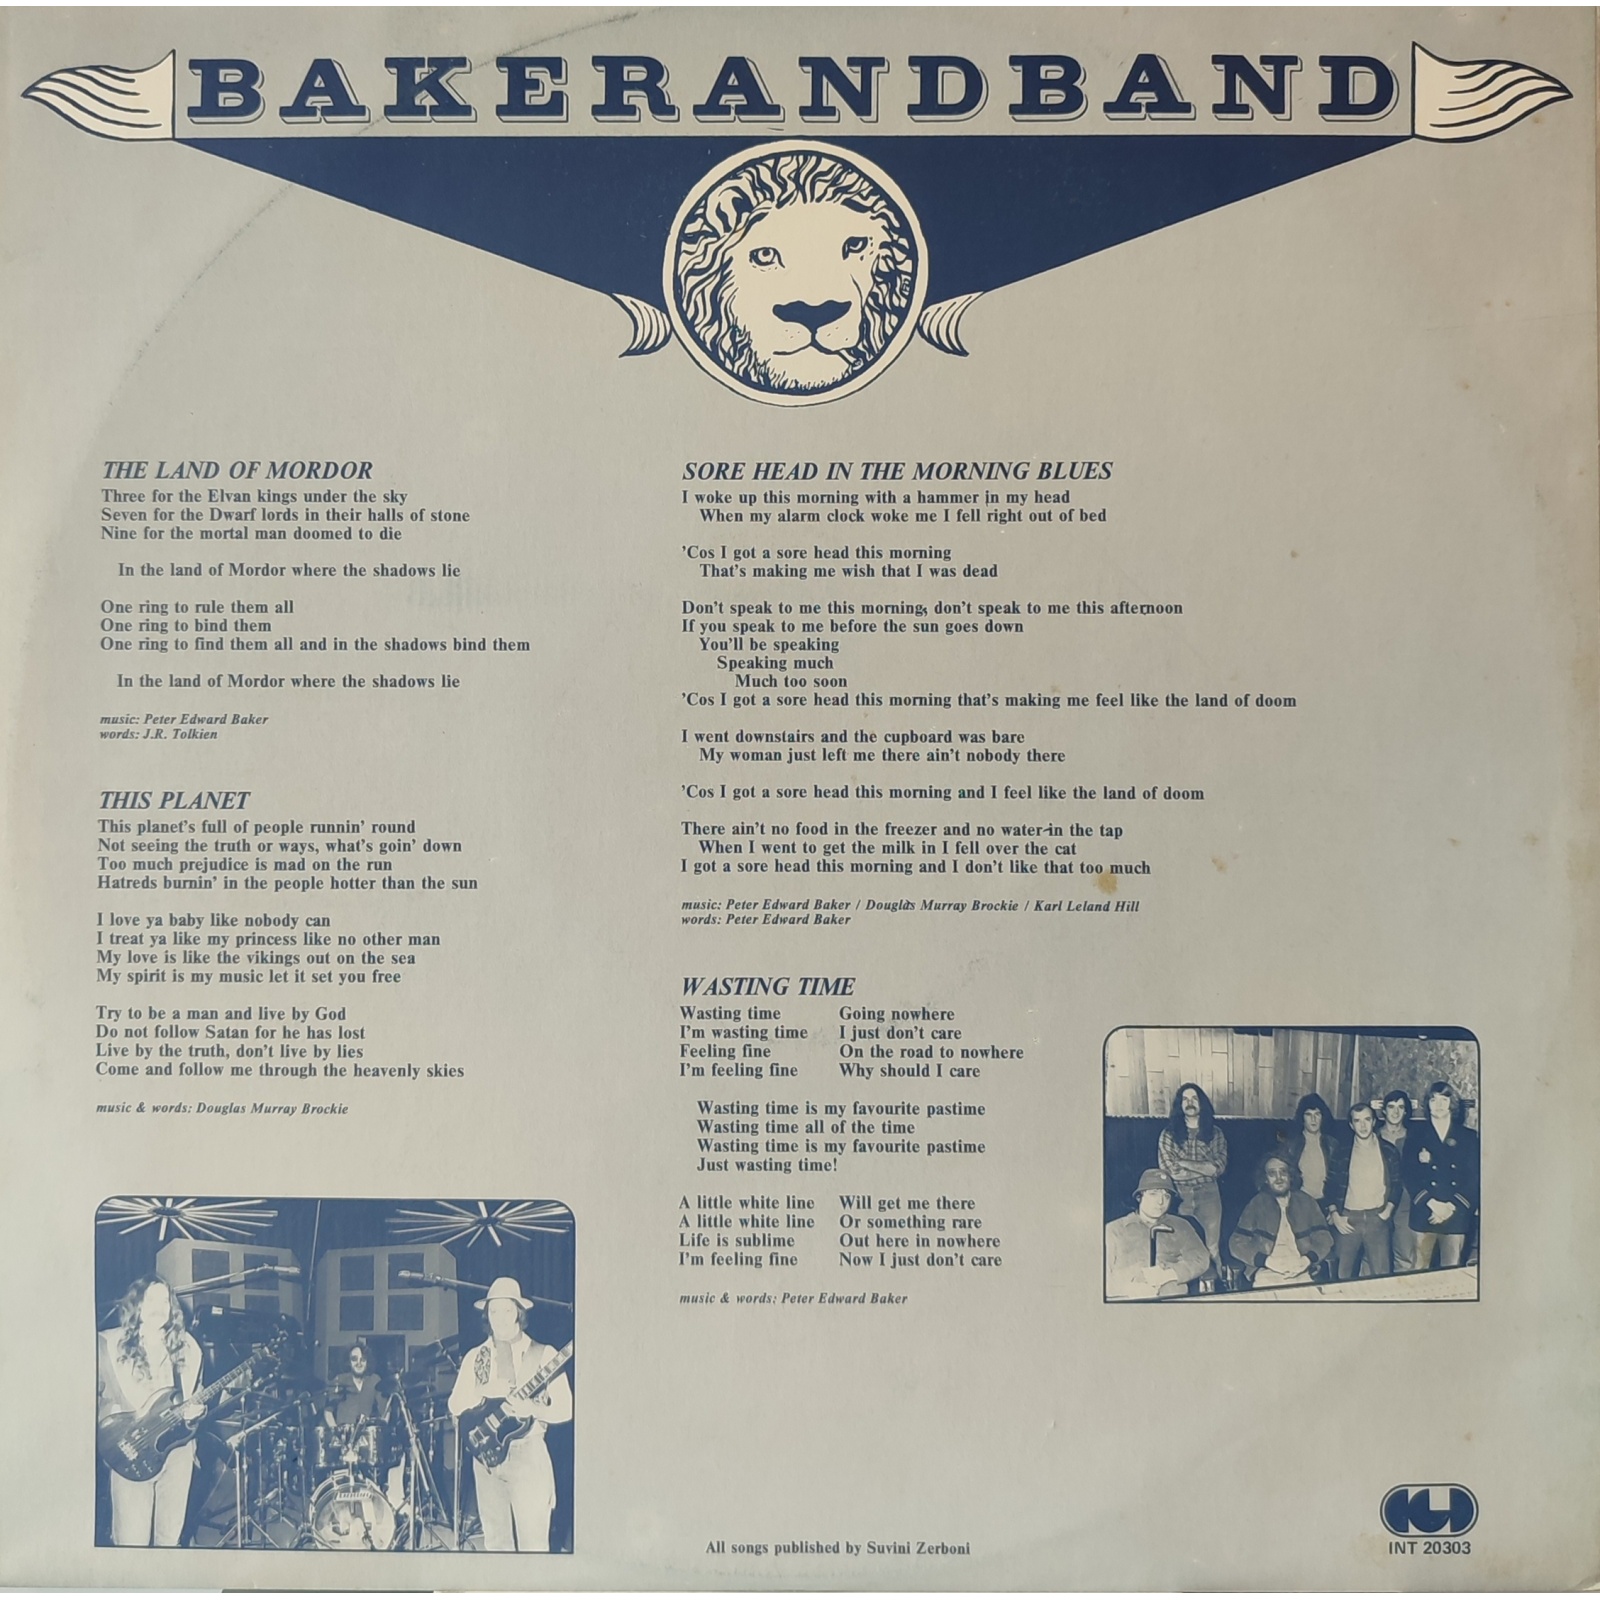 BAKERANDBAND
THE LAND OF MORDOR
Three for the Elvan kings under the sky
Seven for the Dwarf lords in their halls of stone
Nine for the mortal man doomed to die
In the land of Mordor where the shadows lie
One ring to rule them all
One ring to bind them
One ring to find them all and in the shadows bind them
In the land of Mordor where the shadows lie
music: Peter Edward Baker
words: J.R. Tolkien
THIS PLANET
This planet's full of people runnin' round
Not seeing the truth or ways, what's goin' down
Too much prejudice is mad on the run
Hatreds burnin' in the people hotter than the sun
I love ya baby like nobody can
I treat ya like my princess like no other man
My love is like the vikings out on the sea
My spirit is my music let it set you free
Try to be a man and live by God
Do not follow Satan for he has lost
Live by the truth, don't live by lies
Come and follow me through the heavenly skies
music & words: Douglas Murray Brockie
SORE HEAD IN THE MORNING BLUES
I woke up this morning with a hammer in my head
When my alarm clock woke me I fell right out of bed
'Cos I got a sore head this morning
That's making me wish that I was dead
Don't speak to me this morning, don't speak to me this afternoon
If you speak to me before the sun goes down
You'll be speaking
Speaking much
Much too soon
'Cos I got a sore head this morning that's making me feel like the land of doom
I went downstairs and the cupboard was bare
My woman just left me there ain't nobody there
'Cos I got a sore head this morning and I feel like the land of doom
There ain't no food in the freezer and no water in the tap
When I went to get the milk in I fell over the cat
I got a sore head this morning and I don't like that too much
music: Peter Edward Baker / Douglas Murray Brockie / Karl Leland Hill
words: Peter Edward Baker
WASTING TIME
Wasting time Going nowhere
I'm wasting time I just don't care
Feeling fine On the road to nowhere
I'm feeling fine Why should I care
Wasting time is my favourite pastime
Wasting time all of the time
Wasting time is my favourite pastime
Just wasting time!
A little white line Will get me there
A little white line Or something rare
Life is sublime Out here in nowhere
I'm feeling fine Now I just don't care
music & words: Peter Edward Baker
All songs published by Suvini Zerboni
INT 20303